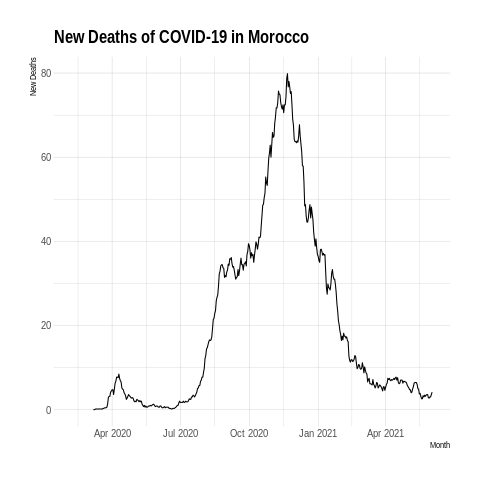 New Deaths of COVID-19 in Morocco
New Deaths
80
60
40
20
0
Apr 2020 Jul 2020 Oct 2020 Jan 2021 Apr 2021
Month